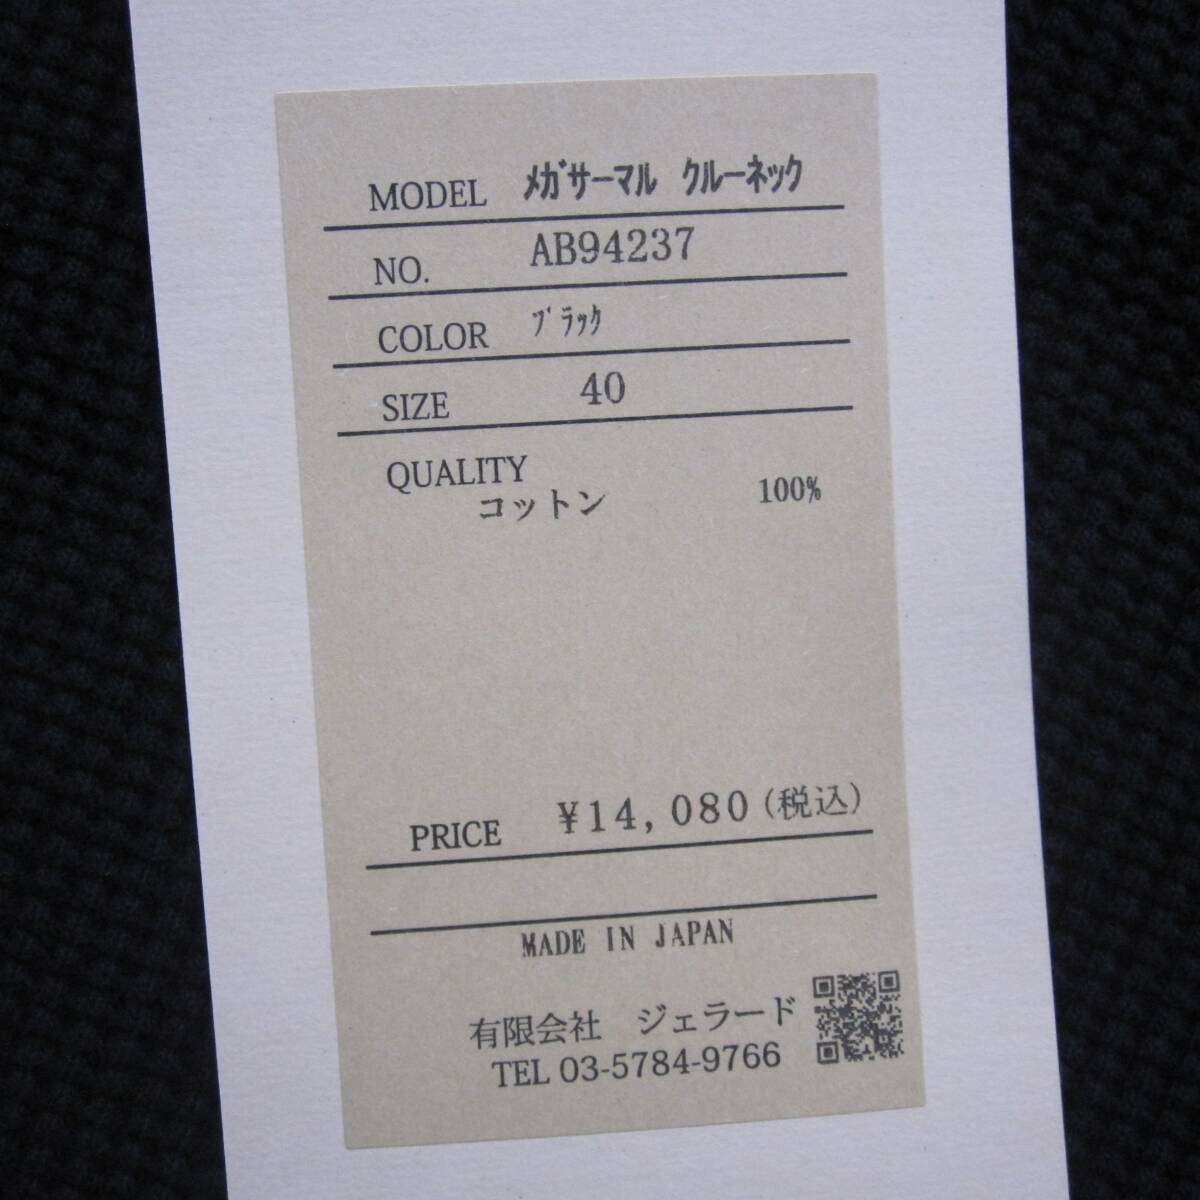 MODEL ﾒｶﾞｻｰﾏﾙ ｸﾙｰﾈｯｸ
NO. AB94237
COLOR ﾌﾞﾗｯｸ
SIZE 40
QUALITY
コットン 100%
PRICE ¥14,080(税込)
MADE IN JAPAN
有限会社 ジェラード
TEL 03-5784-9766